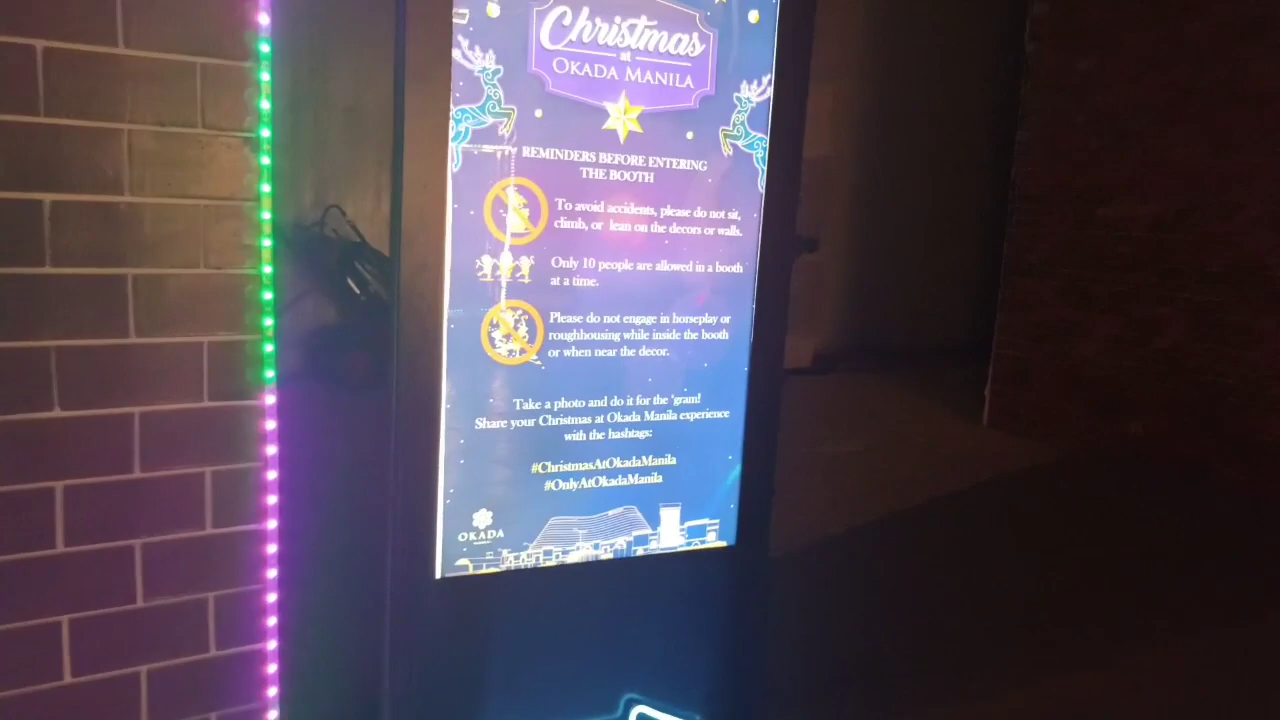 Christmas
at
OKADA MANILA
REMINDERS BEFORE ENTERING
THE BOOTH
To avoid accidents, please do not sit,
climb, or lean on the decors or walls.
Only 10 people are allowed in a booth
at a time.
Please do not engage in horseplay or
roughhousing while inside the booth
or when near the decor.
Take a photo and do it for the 'gram!
Share your Christmas at Okada Manila experience
with the hashtags:
#ChristmasAtOkadaManila
#OnlyAtOkadaManila
OKADA